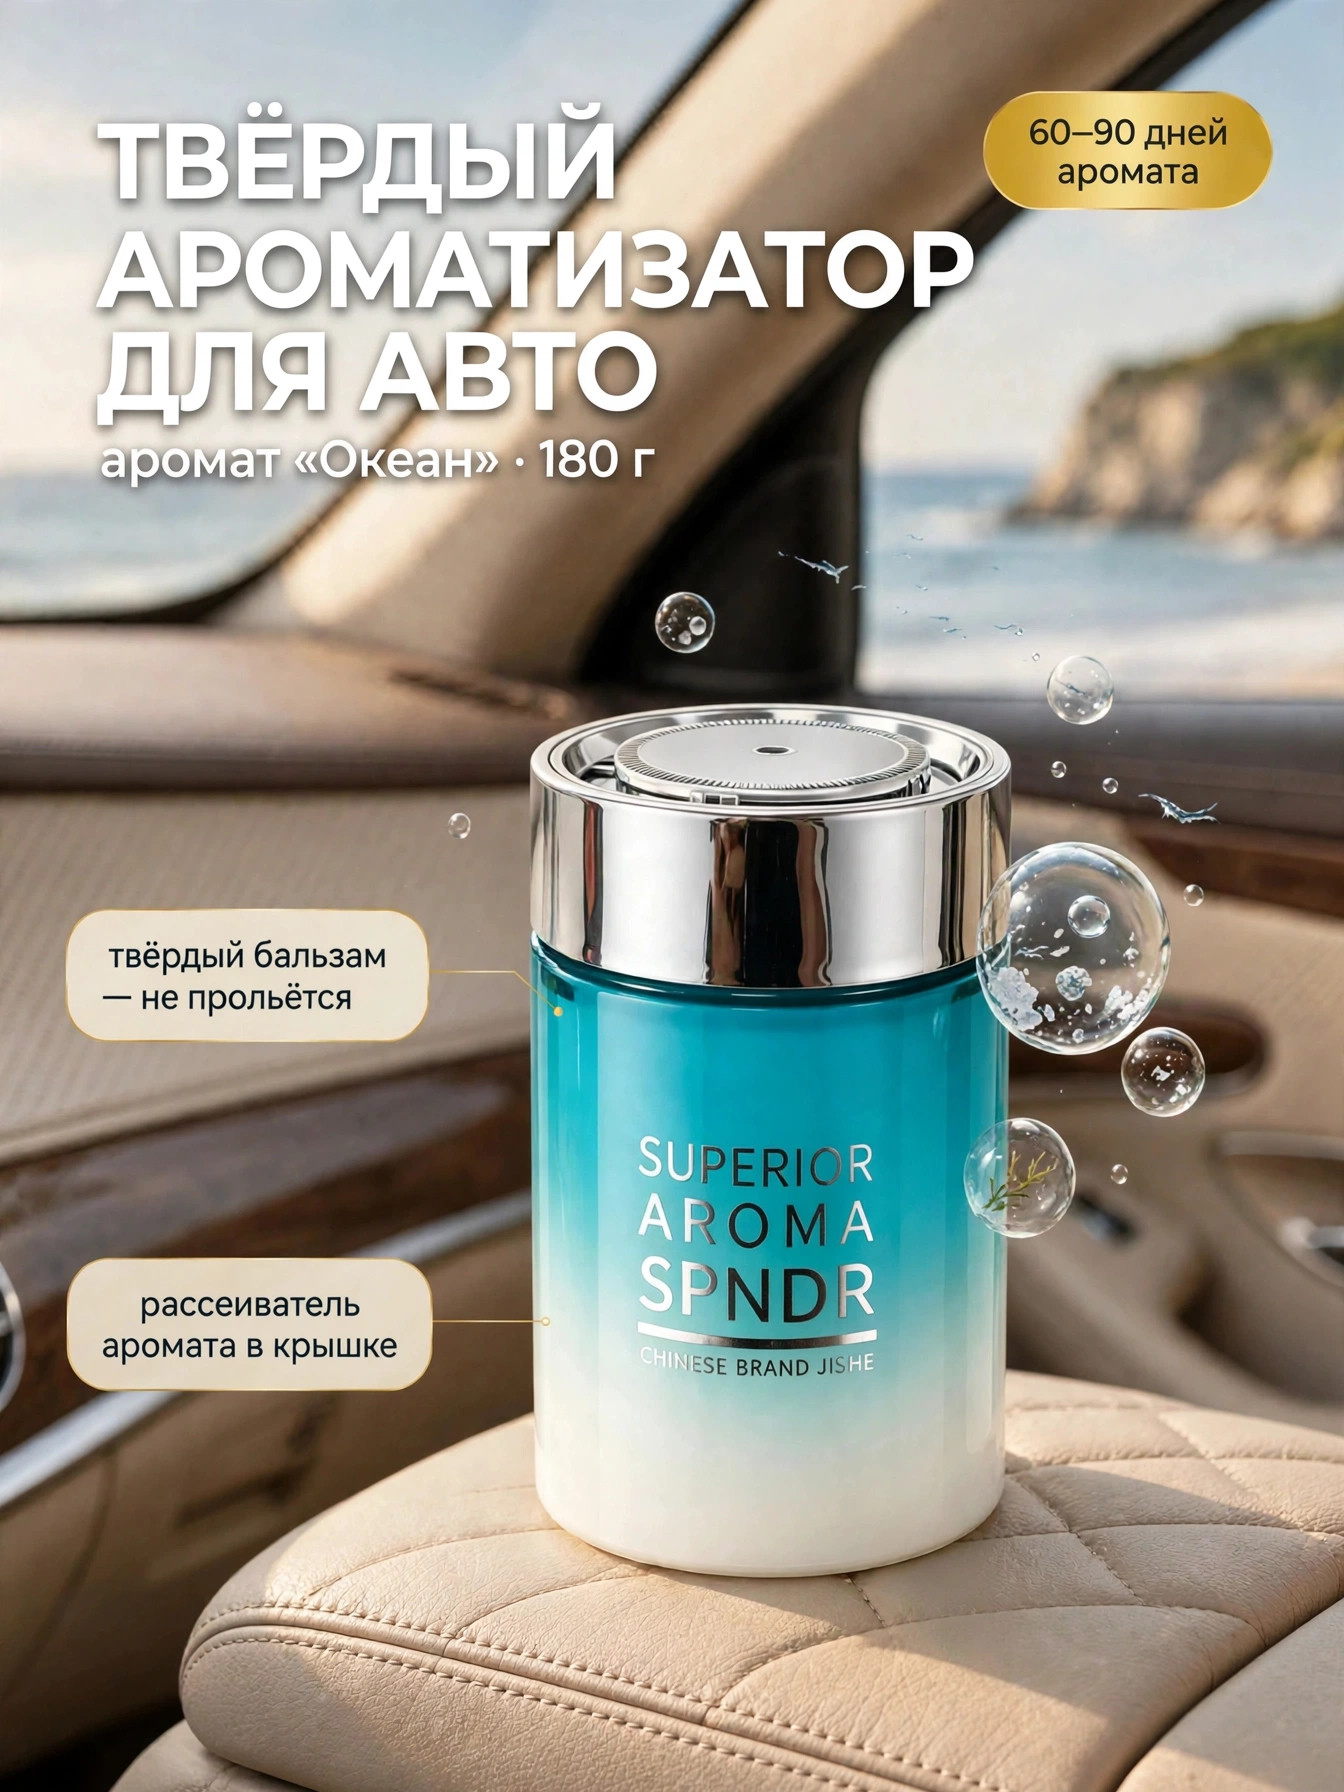 ТВЁРДЫЙ
АРОМАТИЗАТОР
ДЛЯ АВТО
аромат «Океан» · 180 г
60–90 дней
аромата
твёрдый бальзам
— не прольётся
рассеиватель
аромата в крышке
SUPERIOR
AROMA
SPNDR
CHINESE BRAND JISHE